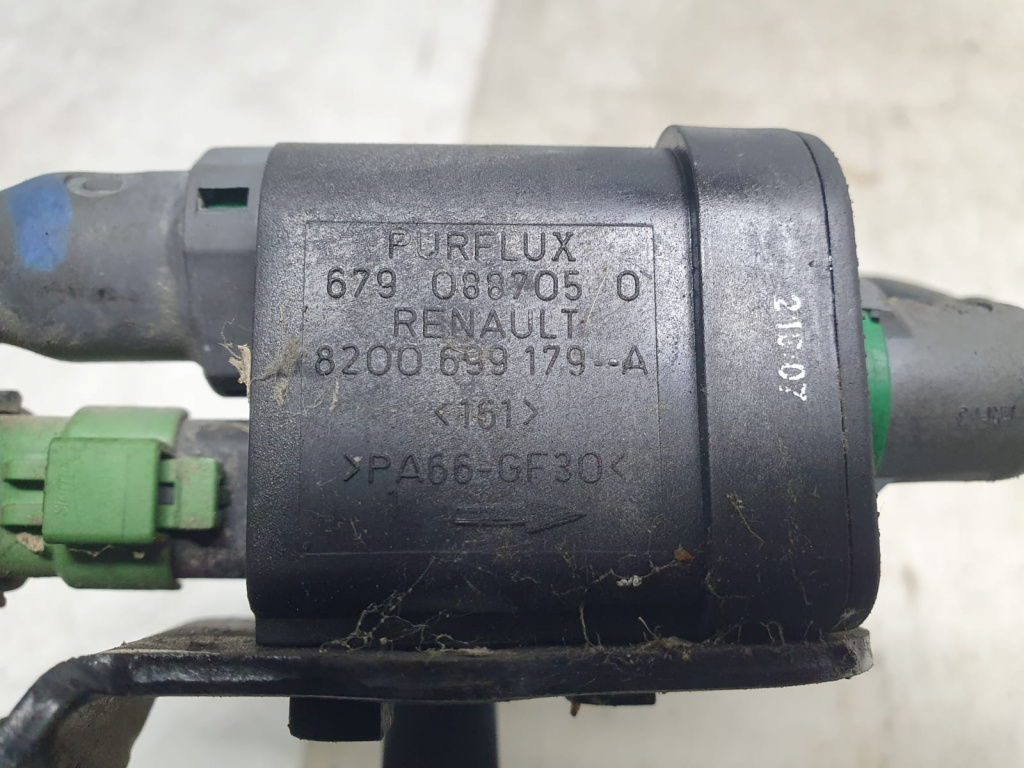 PURFLUX
679 088705 0
RENAULT
8200 699 179--A
<161>
>PA66-GF30<